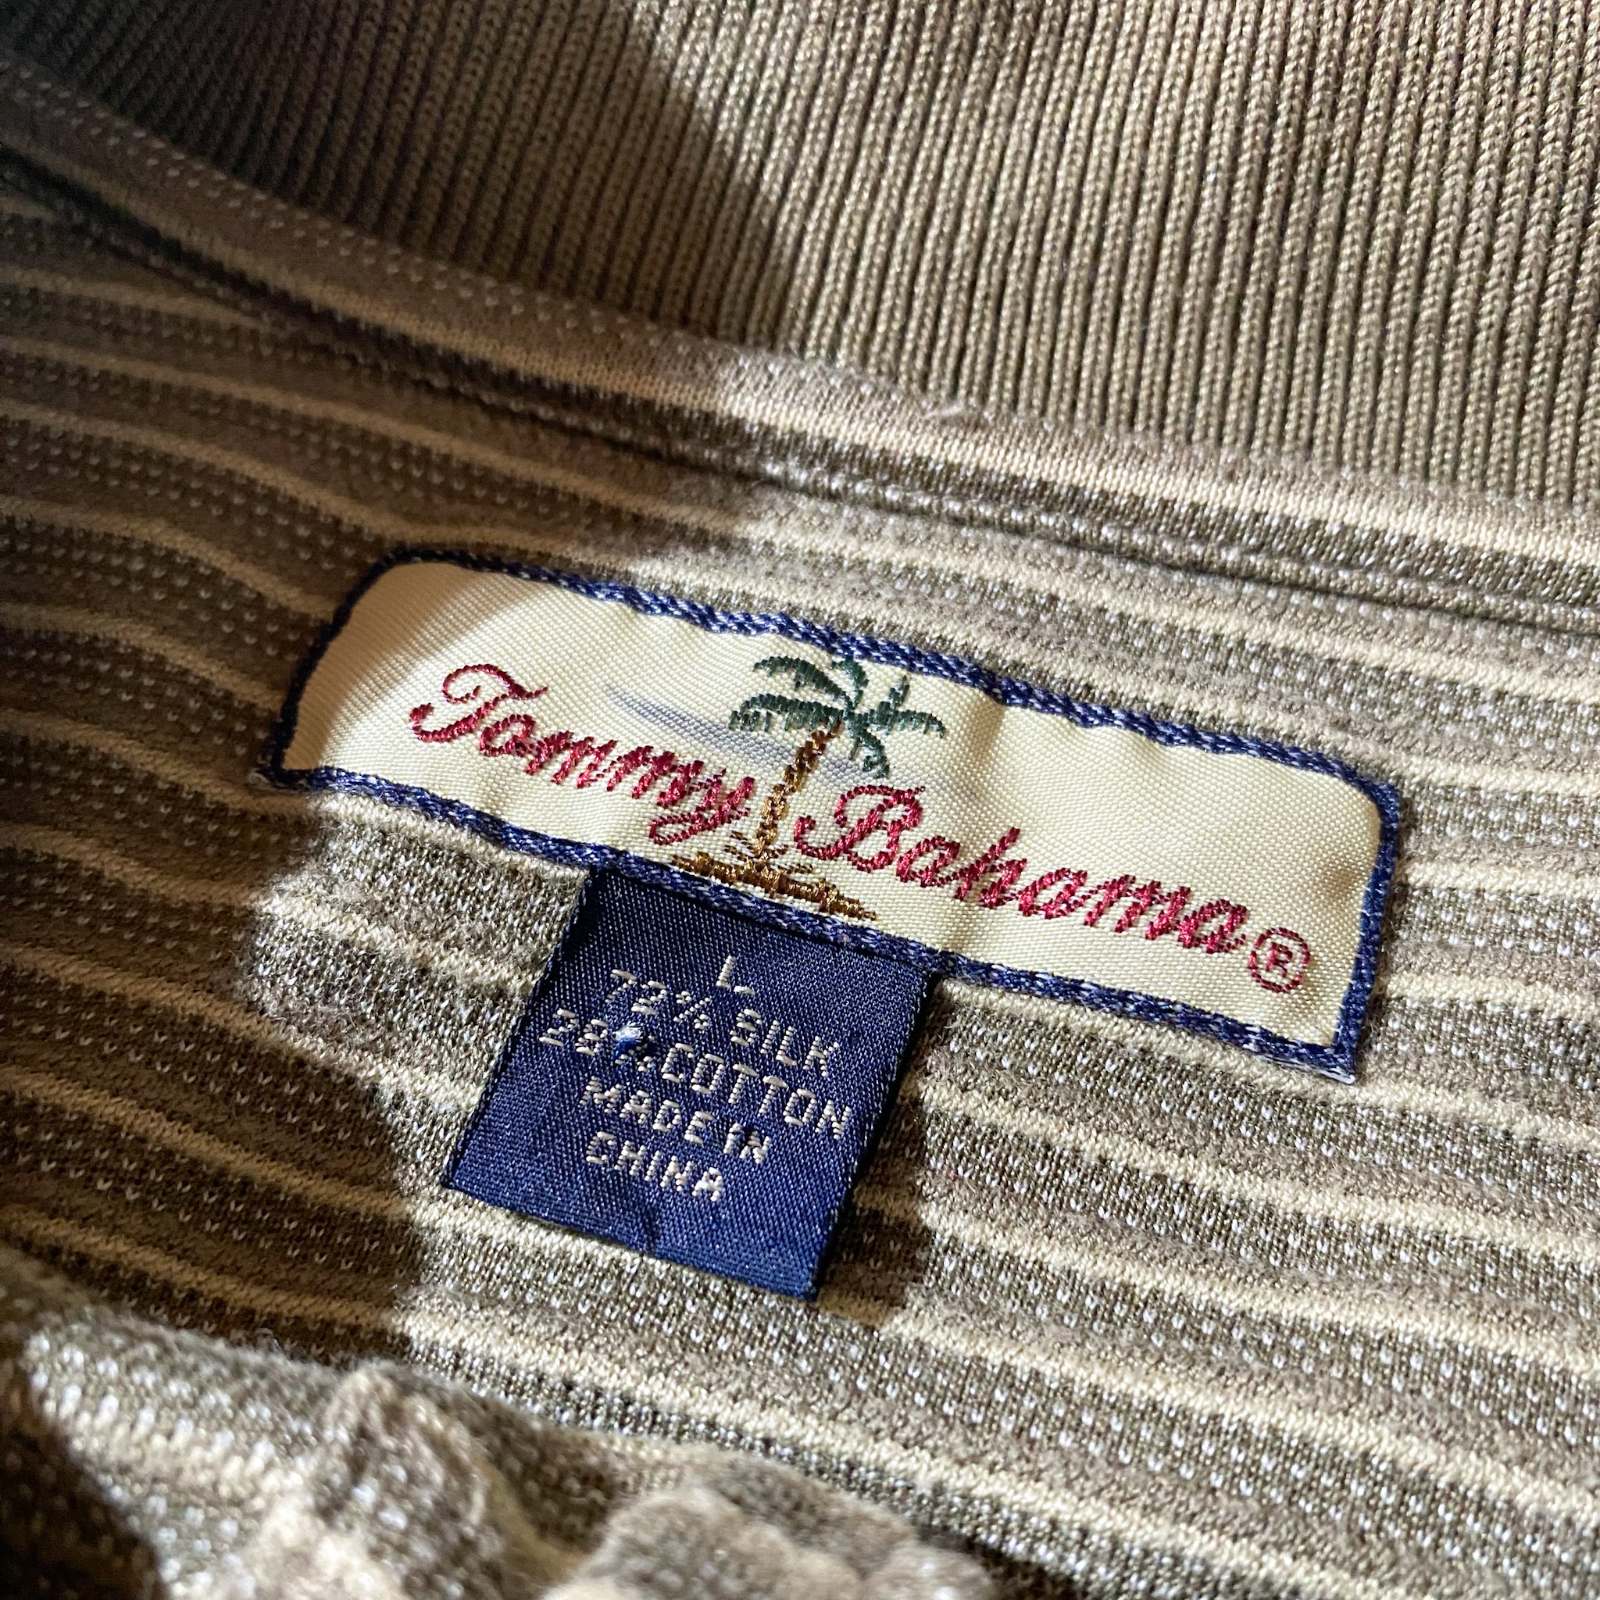 Tommy Bahama®
L
72% SILK
28% COTTON
MADE IN
CHINA